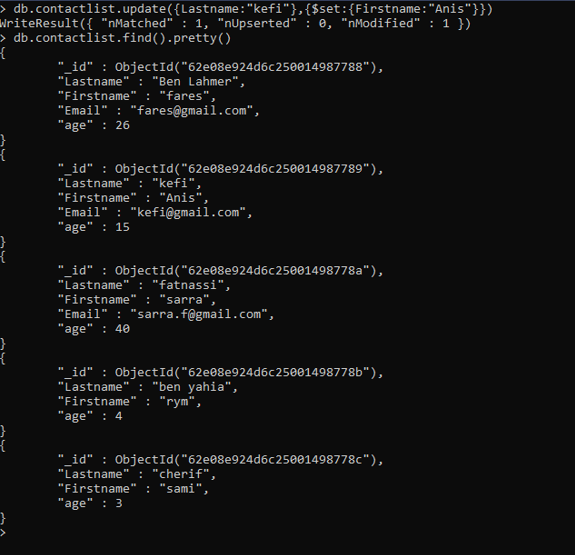 > db.contactlist.update({Lastname:"kefi"},{$set:{Firstname:"Anis"}})
WriteResult({ "nMatched" : 1, "nUpserted" : 0, "nModified" : 1 })
> db.contactlist.find().pretty()
{
        "_id" : ObjectId("62e08e924d6c250014987788"),
        "Lastname" : "Ben Lahmer",
        "Firstname" : "fares",
        "Email" : "fares@gmail.com",
        "age" : 26
}
{
        "_id" : ObjectId("62e08e924d6c250014987789"),
        "Lastname" : "kefi",
        "Firstname" : "Anis",
        "Email" : "kefi@gmail.com",
        "age" : 15
}
{
        "_id" : ObjectId("62e08e924d6c25001498778a"),
        "Lastname" : "fatnassi",
        "Firstname" : "sarra",
        "Email" : "sarra.f@gmail.com",
        "age" : 40
}
{
        "_id" : ObjectId("62e08e924d6c25001498778b"),
        "Lastname" : "ben yahia",
        "Firstname" : "rym",
        "age" : 4
}
{
        "_id" : ObjectId("62e08e924d6c25001498778c"),
        "Lastname" : "cherif",
        "Firstname" : "sami",
        "age" : 3
}
>